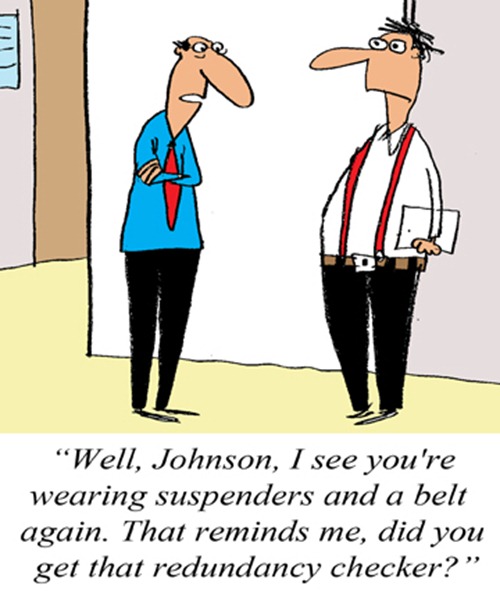 “Well, Johnson, I see you're
wearing suspenders and a belt
again. That reminds me, did you
get that redundancy checker?”